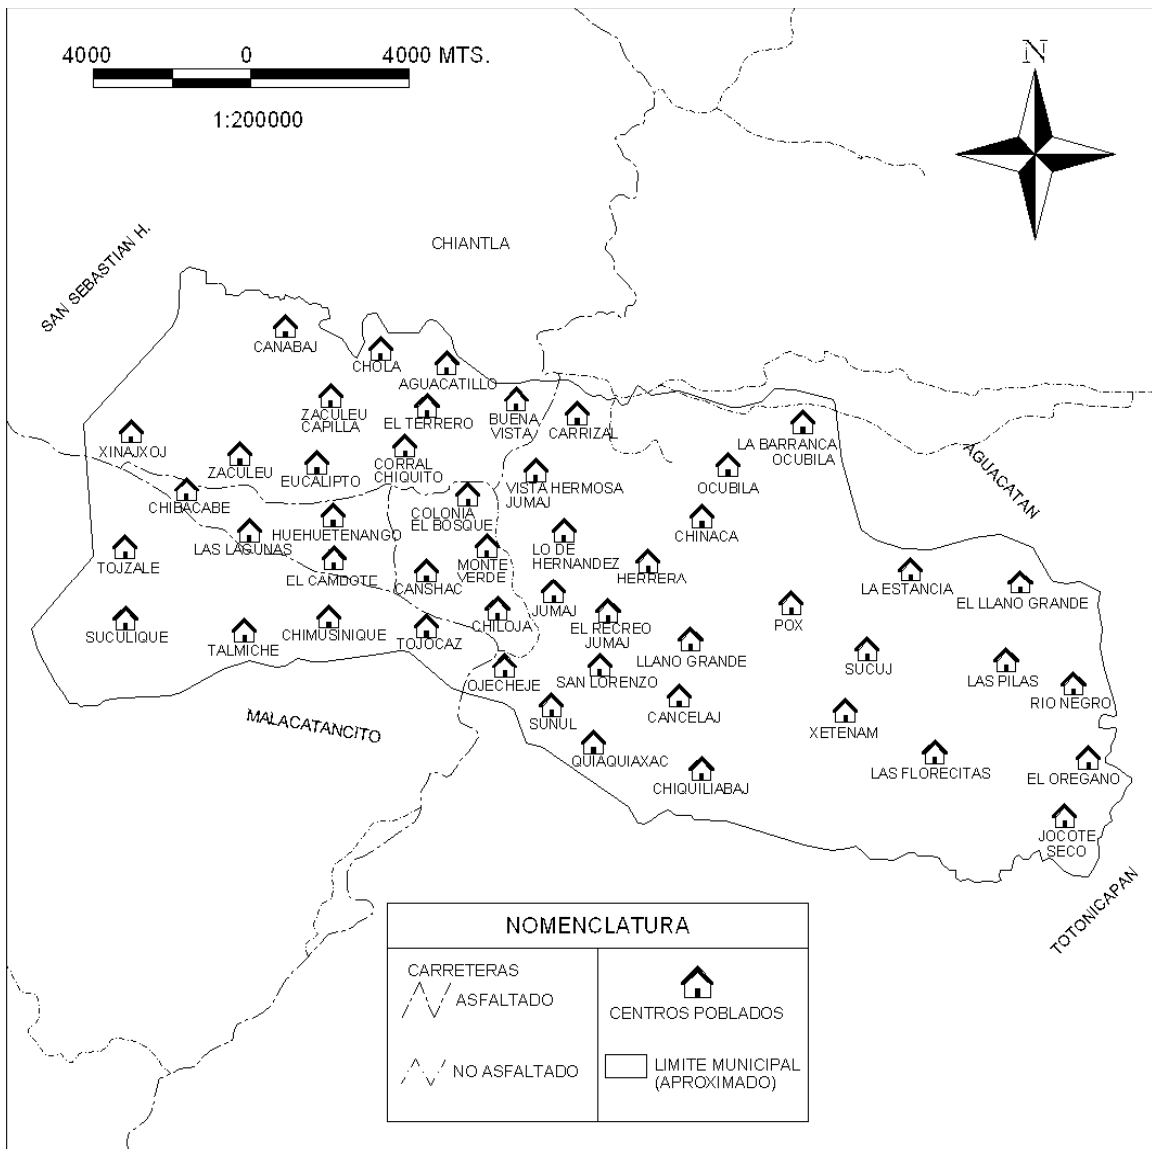 4000 0 4000 MTS.
1:200000
N
SAN SEBASTIAN H.
CHIANTLA
CANABAJ
CHOLA
AGUACATILLO
ZACULEU
CAPILLA
EL TERRERO
BUENA
VISTA
CARRIZAL
LA BARRANCA
OCUBILA
AGUACATAN
XINAJXOJ
ZACULEU
EUCALIPTO
CORRAL
CHIQUITO
VISTA HERMOSA
JUMAJ
OCUBILA
CHIBACABE
COLONIA
EL BOSQUE
CHINACA
LAS LAGUNAS
HUEHUETENANGO
TOJZALE
EL CAMBOTE
CANSHAC
MONTE
VERDE
LO DE
HERNANDEZ
HERRERA
LA ESTANCIA
EL LLANO GRANDE
SUCULIQUE
TALMICHE
CHIMUSINIQUE
TOJOCAZ
CHILOJA
JUMAJ
EL RECREO
JUMAJ
POX
LLANO GRANDE
SUCUJ
LAS PILAS
OJECHEJE
SAN LORENZO
RIO NEGRO
SUNUL
CANCELAJ
XETENAM
MALACATANCITO
QUIAQUIAXAC
CHIQUILIABAJ
LAS FLORECITAS
EL OREGANO
JOCOTE
SECO
TOTONICAPAN
NOMENCLATURA
CARRETERAS
ASFALTADO
NO ASFALTADO
CENTROS POBLADOS
LIMITE MUNICIPAL
(APROXIMADO)